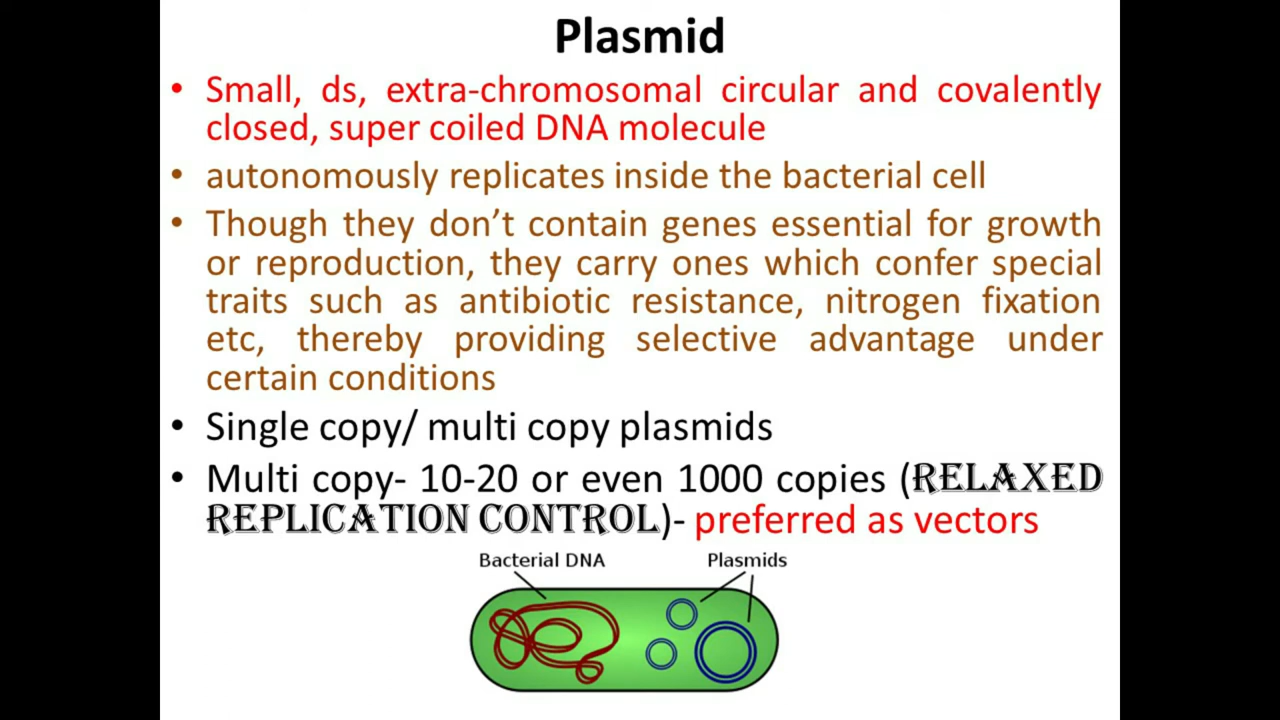 Plasmid
• Small, ds, extra-chromosomal circular and covalently
closed, super coiled DNA molecule
• autonomously replicates inside the bacterial cell
• Though they don’t contain genes essential for growth
or reproduction, they carry ones which confer special
traits such as antibiotic resistance, nitrogen fixation
etc, thereby providing selective advantage under
certain conditions
• Single copy/ multi copy plasmids
• Multi copy- 10-20 or even 1000 copies (RELAXED
REPLICATION CONTROL)- preferred as vectors
Bacterial DNA
Plasmids